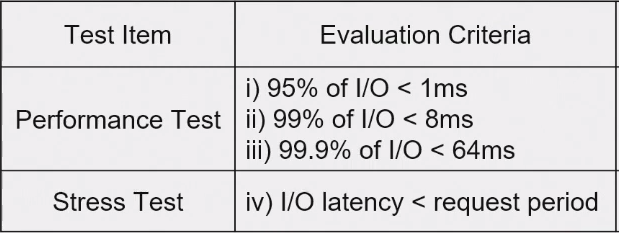 Test Item
Evaluation Criteria
Performance Test
i) 95% of I/O < 1ms
ii) 99% of I/O < 8ms
iii) 99.9% of I/O < 64ms
Stress Test
iv) I/O latency < request period